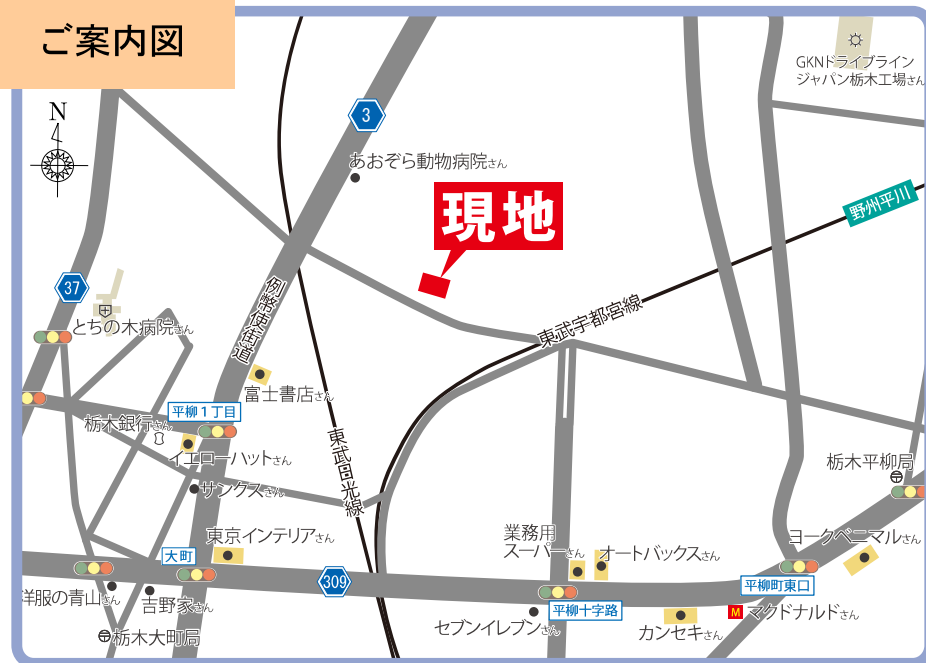 ご案内図
N
3
GKNドライブライン
ジャパン栃木工場さん
あおぞら動物病院さん
現地
野州平川
37
例幣使街道
とちの木病院さん
東武宇都宮線
富士書店さん
平柳1丁目
栃木銀行さん
イエローハットさん
東武日光線
サンクスさん
栃木平柳局
東京インテリアさん
業務用
スーパーさん
オートバックスさん
ヨークベニマルさん
大町
309
平柳町東口
洋服の青山さん
吉野家さん
平柳十字路
M
マクドナルドさん
セブンイレブンさん
カンセキさん
栃木大町局